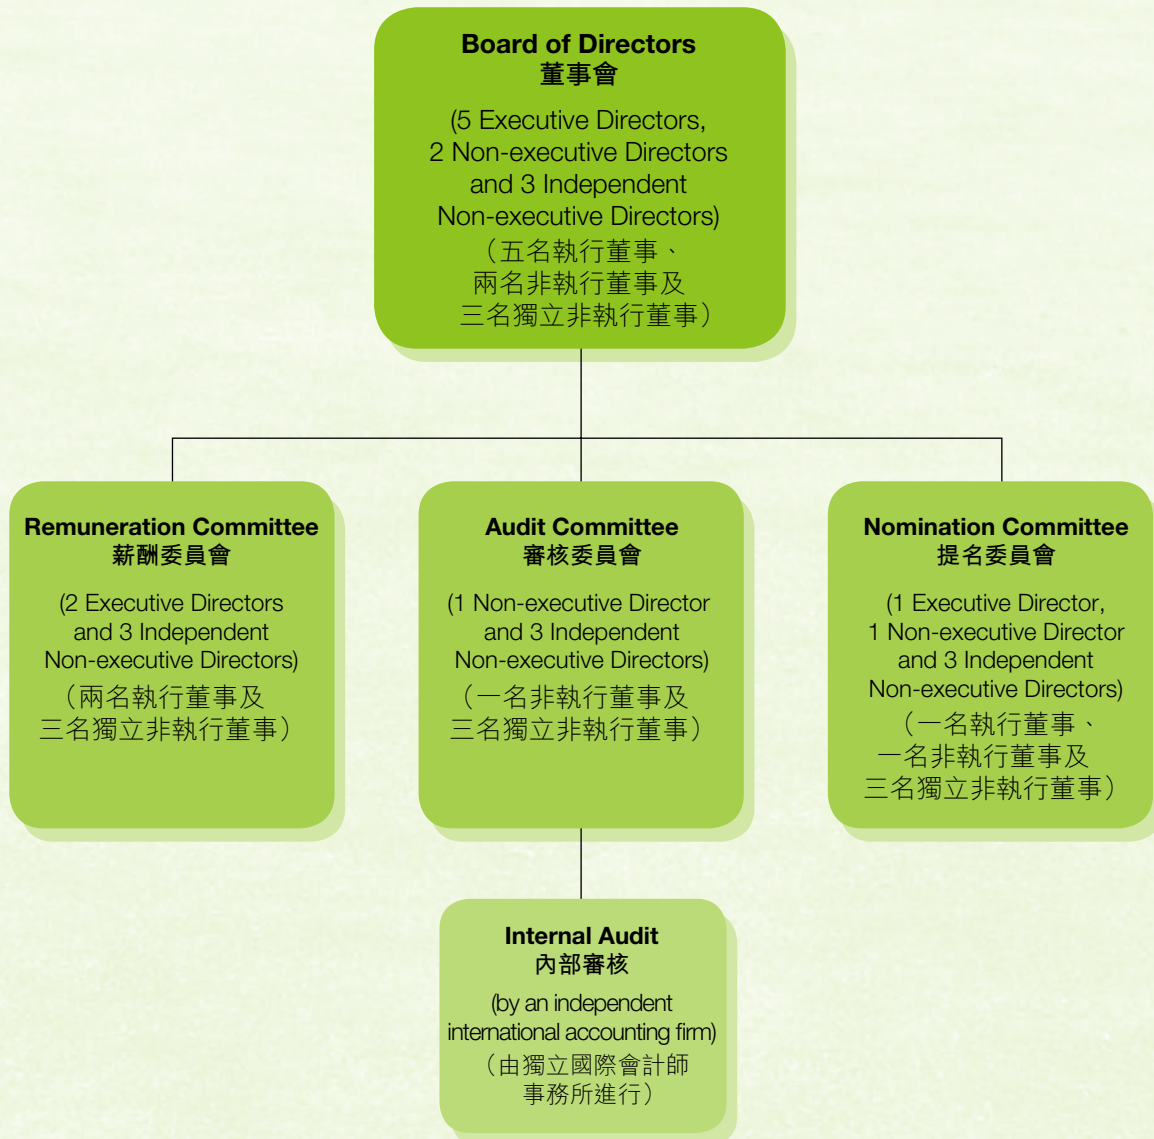 Board of Directors
董事會
(5 Executive Directors,
2 Non-executive Directors
and 3 Independent
Non-executive Directors)
（五名執行董事、
兩名非執行董事及
三名獨立非執行董事）
Remuneration Committee
薪酬委員會
(2 Executive Directors
and 3 Independent
Non-executive Directors)
（兩名執行董事及
三名獨立非執行董事）
Audit Committee
審核委員會
(1 Non-executive Director
and 3 Independent
Non-executive Directors)
（一名非執行董事及
三名獨立非執行董事）
Nomination Committee
提名委員會
(1 Executive Director,
1 Non-executive Director
and 3 Independent
Non-executive Directors)
（一名執行董事、
一名非執行董事及
三名獨立非執行董事）
Internal Audit
內部審核
(by an independent
international accounting firm)
（由獨立國際會計師
事務所進行）